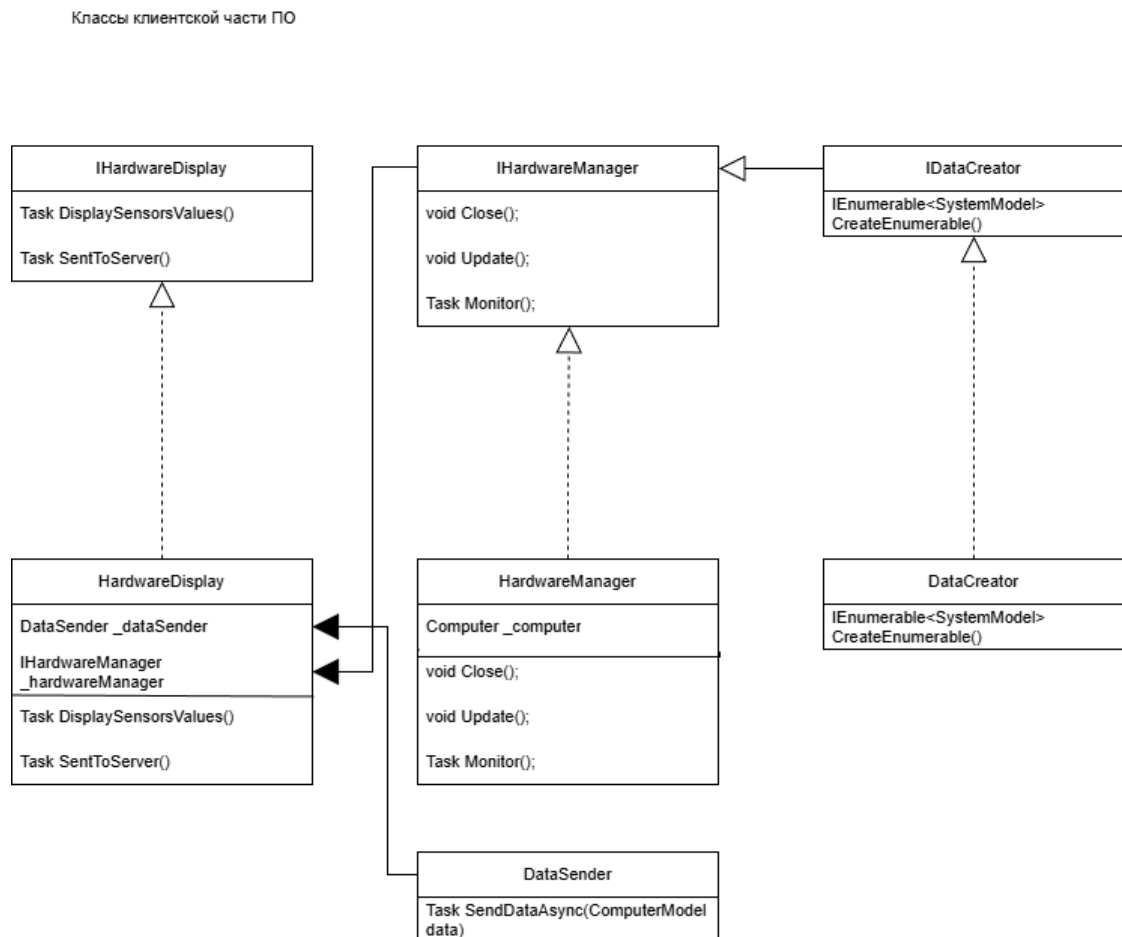 Классы клиентской части ПО
IHardwareDisplay
Task DisplaySensorsValues()
Task SentToServer()
IHardwareManager
void Close();
void Update();
Task Monitor();
IDataCreator
IEnumerable<SystemModel>
CreateEnumerable()
HardwareDisplay
DataSender _dataSender
IHardwareManager
_hardwareManager
Task DisplaySensorsValues()
Task SentToServer()
HardwareManager
Computer _computer
void Close();
void Update();
Task Monitor();
DataCreator
IEnumerable<SystemModel>
CreateEnumerable()
DataSender
Task SendDataAsync(ComputerModel
data)